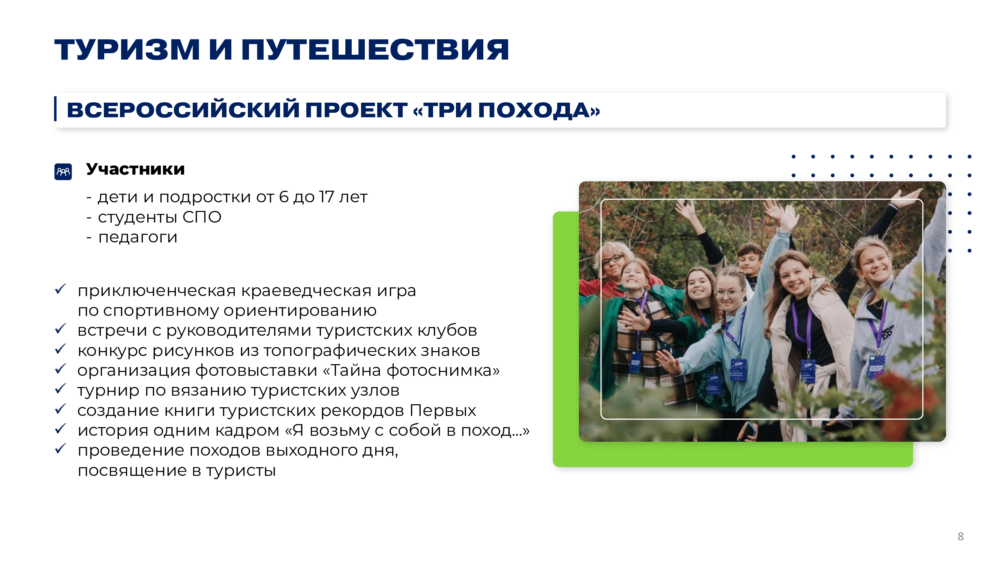 ТУРИЗМ И ПУТЕШЕСТВИЯ
ВСЕРОССИЙСКИЙ ПРОЕКТ «ТРИ ПОХОДА»
Участники
- дети и подростки от 6 до 17 лет
- студенты СПО
- педагоги
✓ приключенческая краеведческая игра
по спортивному ориентированию
✓ встречи с руководителями туристских клубов
✓ конкурс рисунков из топографических знаков
✓ организация фотовыставки «Тайна фотоснимка»
✓ турнир по вязанию туристских узлов
✓ создание книги туристских рекордов Первых
✓ история одним кадром «Я возьму с собой в поход...»
✓ проведение походов выходного дня,
посвящение в туристы
8